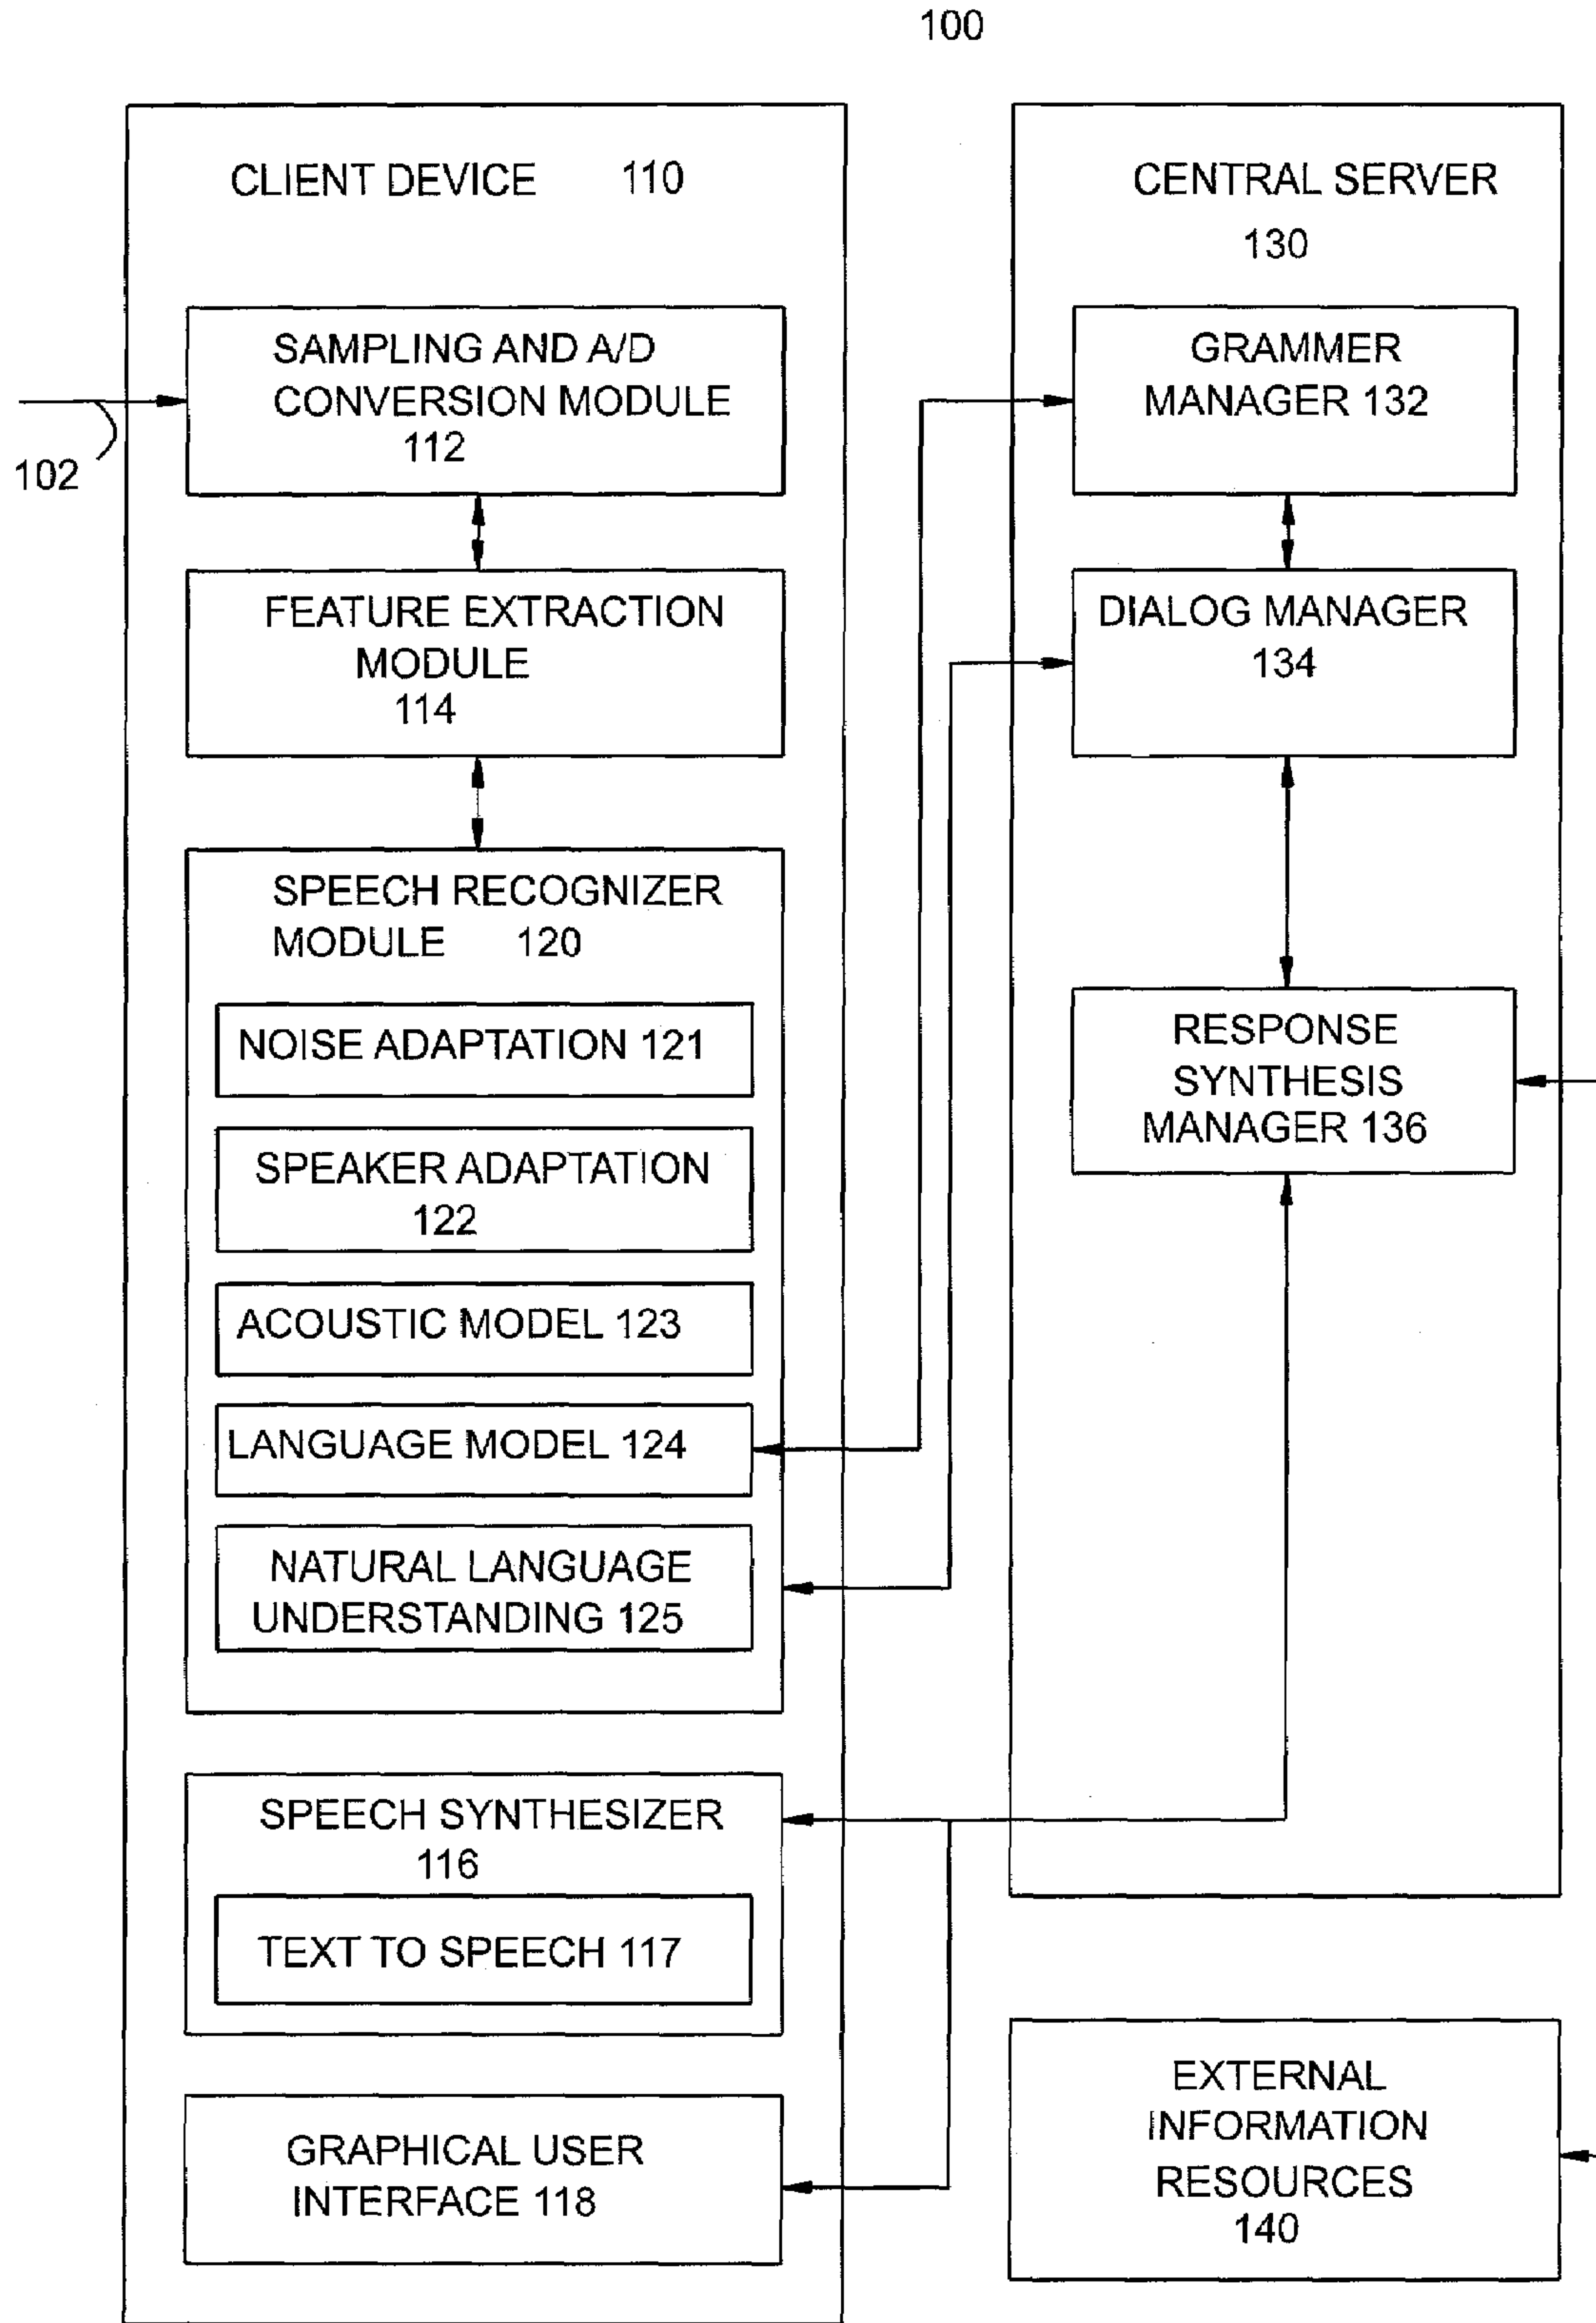 100
CLIENT DEVICE 110
SAMPLING AND A/D
CONVERSION MODULE
112
102
FEATURE EXTRACTION
MODULE
114
SPEECH RECOGNIZER
MODULE 120
NOISE ADAPTATION 121
SPEAKER ADAPTATION
122
ACOUSTIC MODEL 123
LANGUAGE MODEL 124
NATURAL LANGUAGE
UNDERSTANDING 125
SPEECH SYNTHESIZER
116
TEXT TO SPEECH 117
GRAPHICAL USER
INTERFACE 118
CENTRAL SERVER
130
GRAMMER
MANAGER 132
DIALOG MANAGER
134
RESPONSE
SYNTHESIS
MANAGER 136
EXTERNAL
INFORMATION
RESOURCES
140